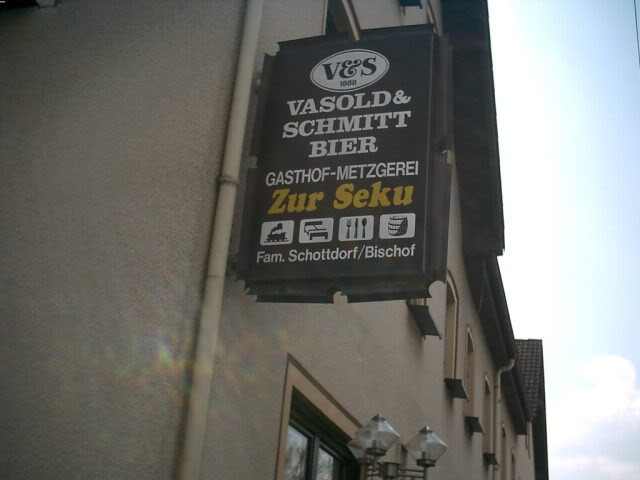 V&S
1888
VASOLD&
SCHMITT
BIER
GASTHOF-METZGEREI
Zur Seku
Fam. Schottdorf/Bischof